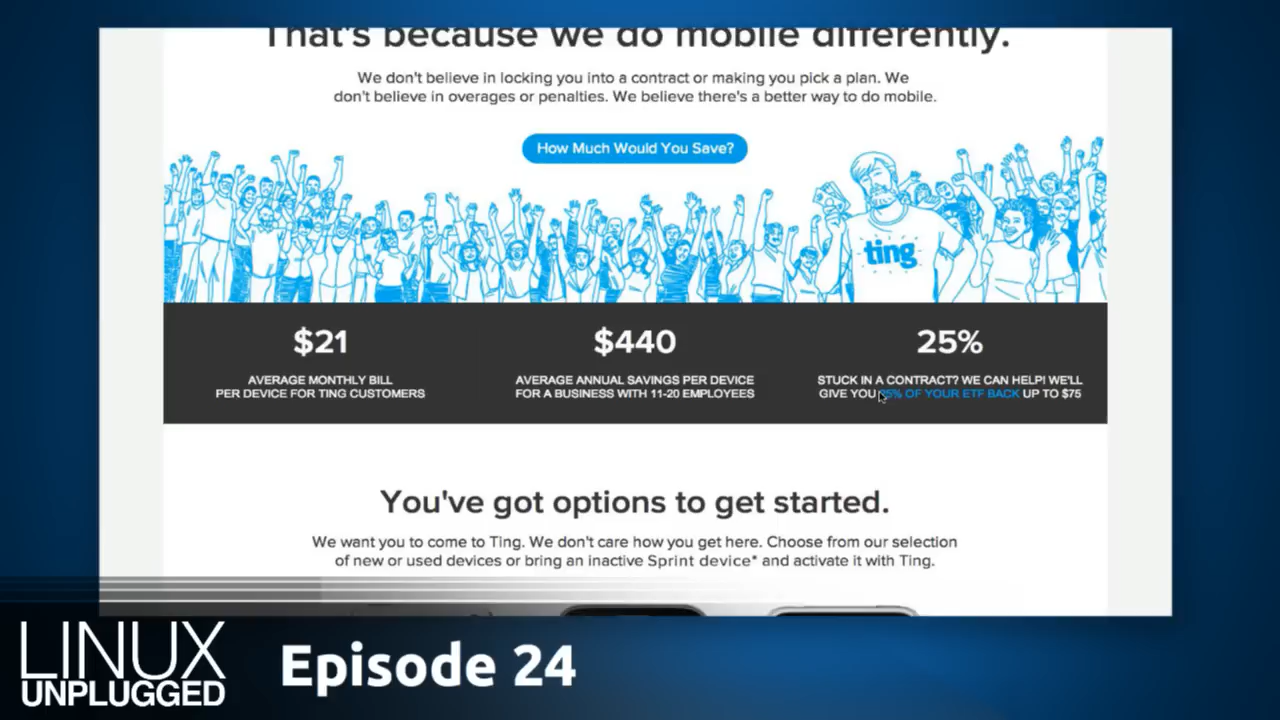 That's because we do mobile differently.
We don't believe in locking you into a contract or making you pick a plan. We
don't believe in overages or penalties. We believe there's a better way to do mobile.
How Much Would You Save?
ting
$21
AVERAGE MONTHLY BILL
PER DEVICE FOR TING CUSTOMERS
$440
AVERAGE ANNUAL SAVINGS PER DEVICE
FOR A BUSINESS WITH 11-20 EMPLOYEES
25%
STUCK IN A CONTRACT? WE CAN HELP! WE'LL
GIVE YOU 25% OF YOUR ETF BACK UP TO $75
You've got options to get started.
We want you to come to Ting. We don't care how you get here. Choose from our selection
of new or used devices or bring an inactive Sprint device* and activate it with Ting.
LINUX
UNPLUGGED
Episode 24